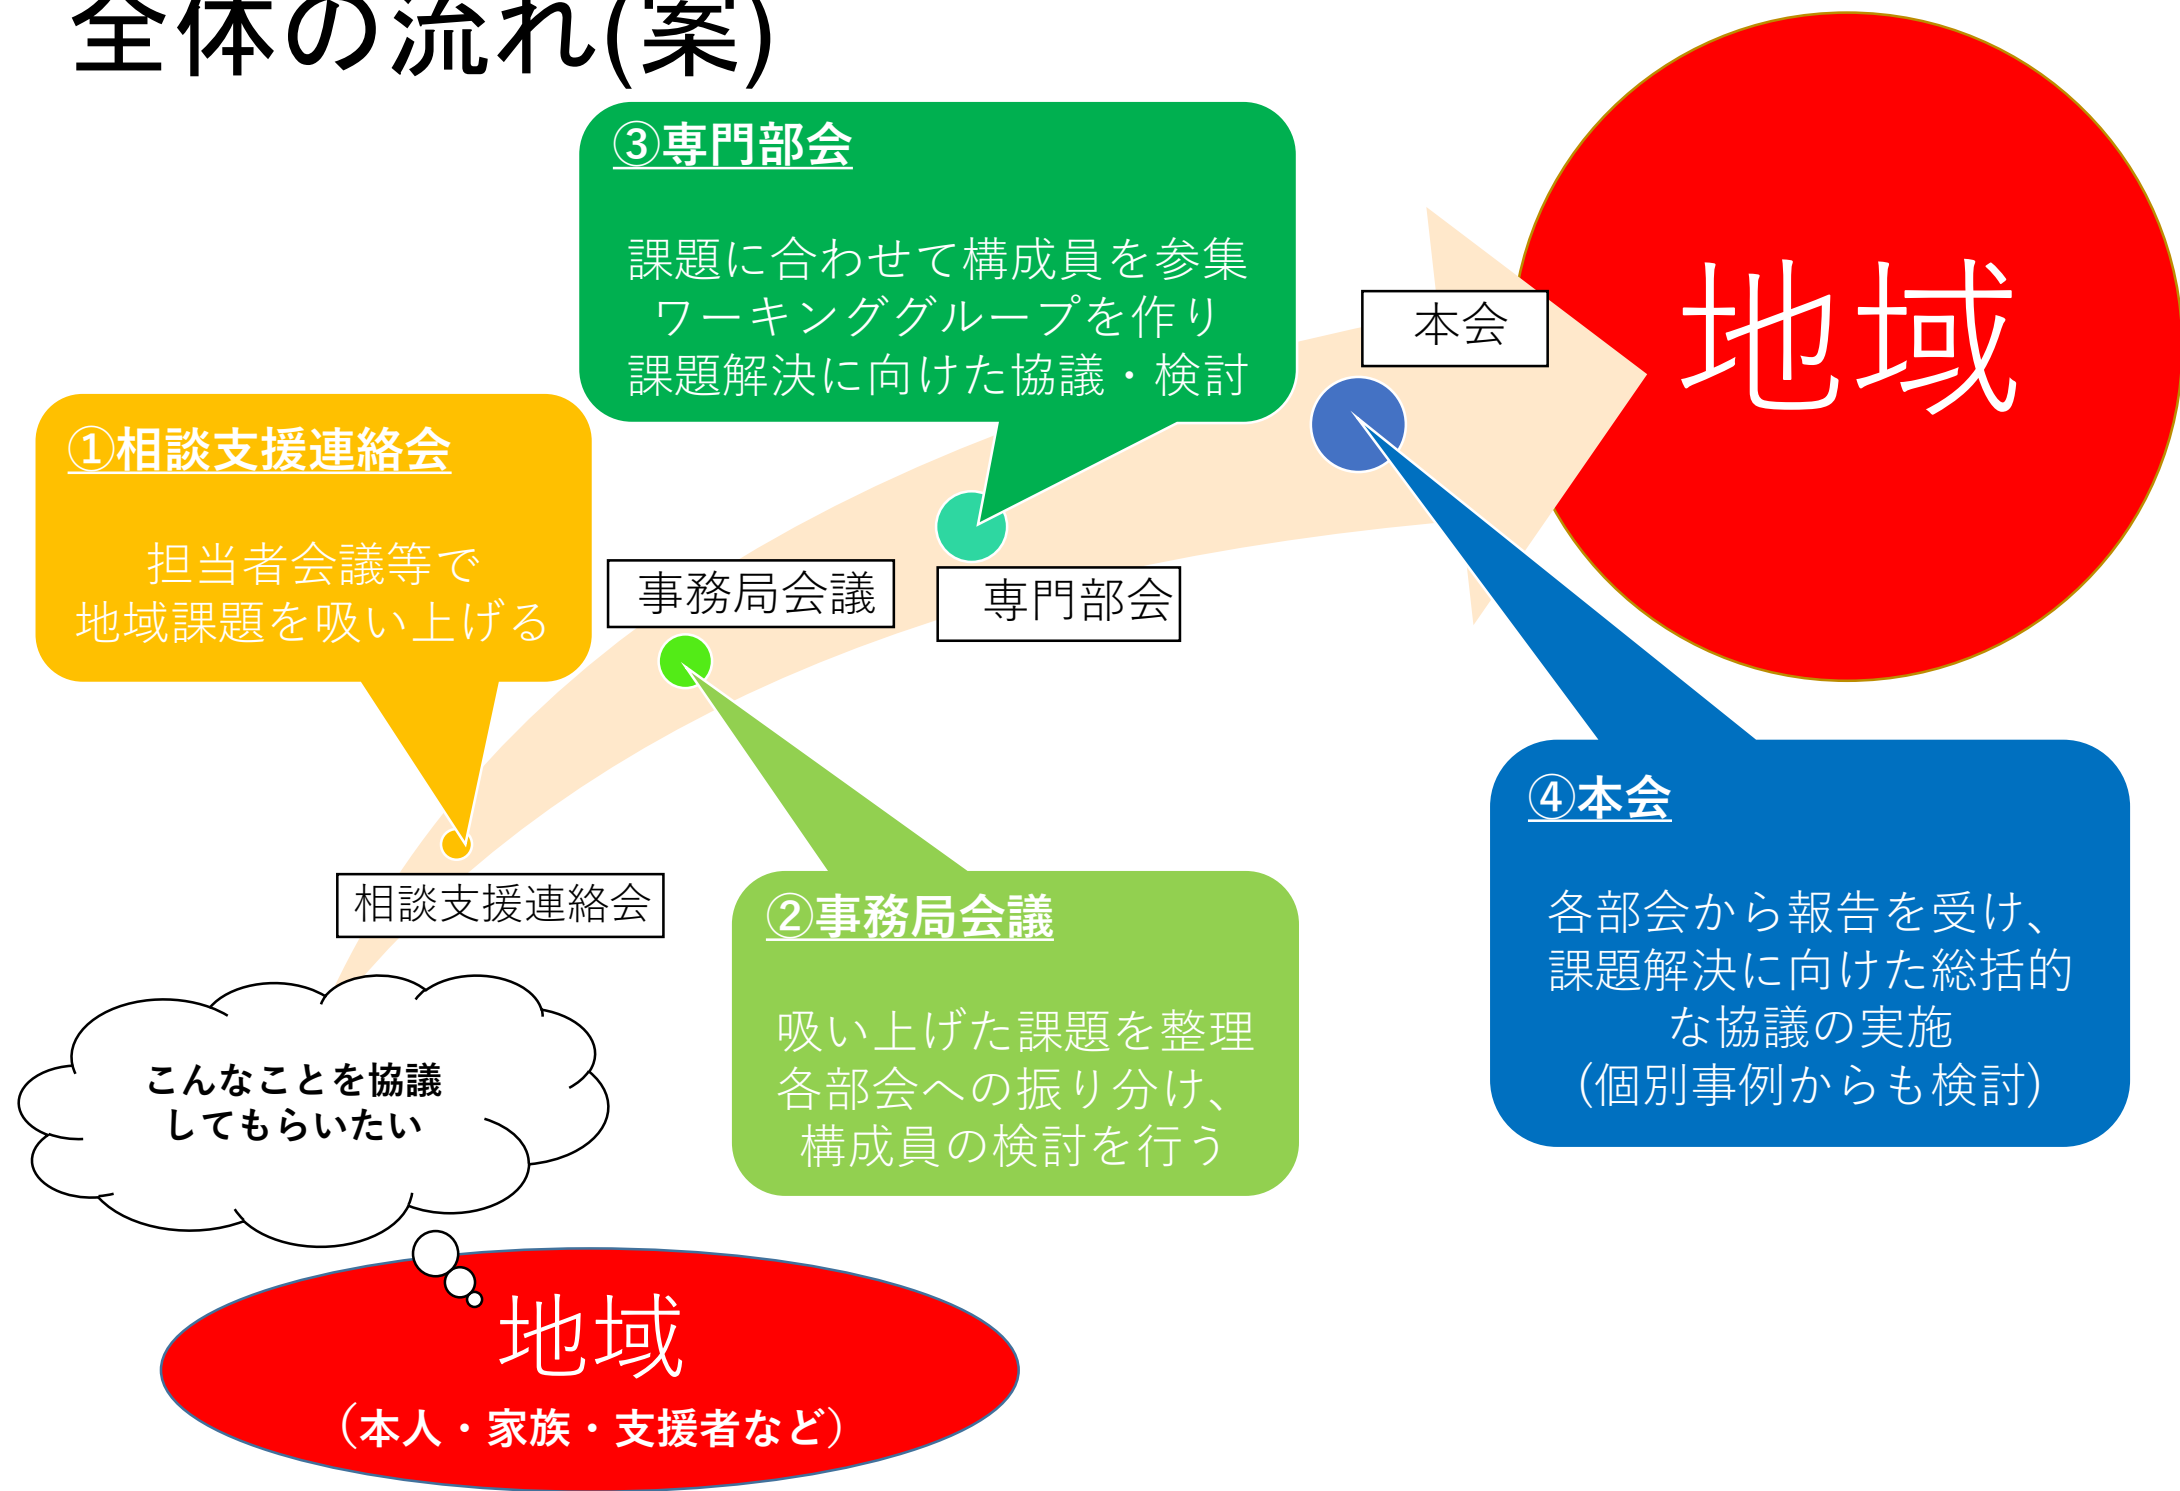 全体の流れ(案)
③専門部会
課題に合わせて構成員を参集
ワーキンググループを作り
課題解決に向けた協議・検討
本会
地域
①相談支援連絡会
担当者会議等で
地域課題を吸い上げる
事務局会議
専門部会
相談支援連絡会
②事務局会議
吸い上げた課題を整理
各部会への振り分け、
構成員の検討を行う
④本会
各部会から報告を受け、
課題解決に向けた総括的
な協議の実施
（個別事例からも検討）
こんなことを協議
してもらいたい
地域
（本人・家族・支援者など）